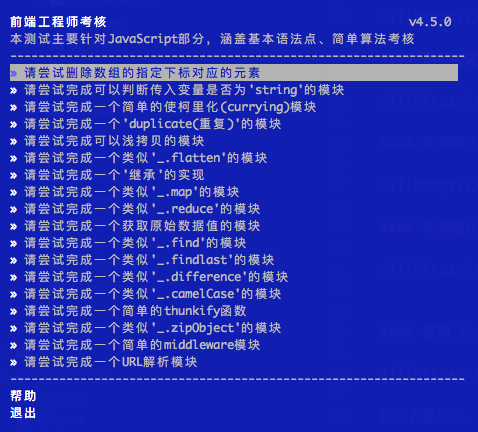 前端工程师考核 v4.5.0
本测试主要针对JavaScript部分, 涵盖基本语法点、简单算法考核
» 请尝试删除数组的指定下标对应的元素
» 请尝试完成可以判断传入变量是否为'string'的模块
» 请尝试完成一个简单的使柯里化(currying)模块
» 请尝试完成一个'duplicate(重复)'的模块
» 请尝试完成可以浅拷贝的模块
» 请尝试完成一个类似'_.flatten'的模块
» 请尝试完成一个'继承'的实现
» 请尝试完成一个类似'_.map'的模块
» 请尝试完成一个类似'_.reduce'的模块
» 请尝试完成一个获取原始数据值的模块
» 请尝试完成一个类似'_.find'的模块
» 请尝试完成一个类似'_.findlast'的模块
» 请尝试完成一个类似'_.difference'的模块
» 请尝试完成一个类似'_.camelCase'的模块
» 请尝试完成一个简单的thunkify函数
» 请尝试完成一个类似'_.zipObject'的模块
» 请尝试完成一个简单的middleware模块
» 请尝试完成一个URL解析模块
帮助
退出